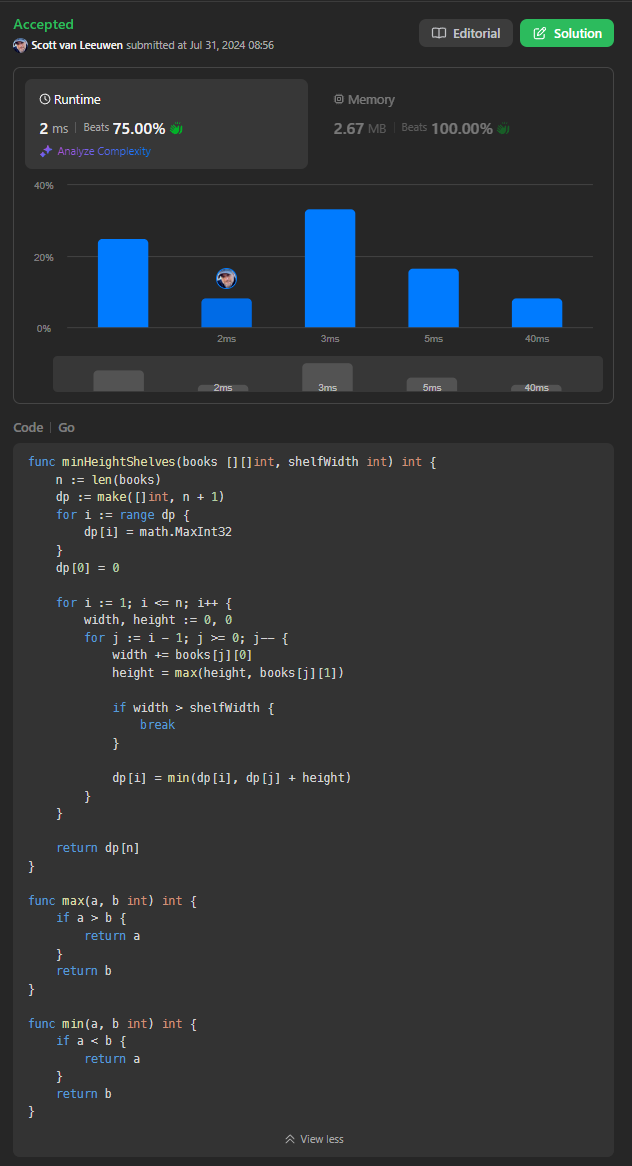 Accepted
Scott van Leeuwen submitted at Jul 31, 2024 08:56
Editorial
Solution
Runtime
2 ms | Beats 75.00%
Analyze Complexity
Memory
2.67 MB | Beats 100.00%
40%
20%
0%
2ms 3ms 5ms 40ms
2ms 3ms 5ms 40ms
Code | Go
func minHeightShelves(books [][]int, shelfWidth int) int {
    n := len(books)
    dp := make([]int, n + 1)
    for i := range dp {
        dp[i] = math.MaxInt32
    }
    dp[0] = 0

    for i := 1; i <= n; i++ {
        width, height := 0, 0
        for j := i - 1; j >= 0; j-- {
            width += books[j][0]
            height = max(height, books[j][1])

            if width > shelfWidth {
                break
            }

            dp[i] = min(dp[i], dp[j] + height)
        }
    }

    return dp[n]
}

func max(a, b int) int {
    if a > b {
        return a
    }
    return b
}

func min(a, b int) int {
    if a < b {
        return a
    }
    return b
}
View less